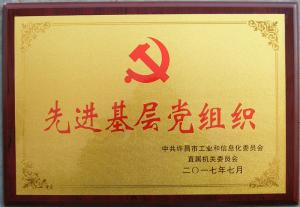 先进基层党组织
中共许昌市工业和信息化委员会
直属机关委员会
二〇一七年七月